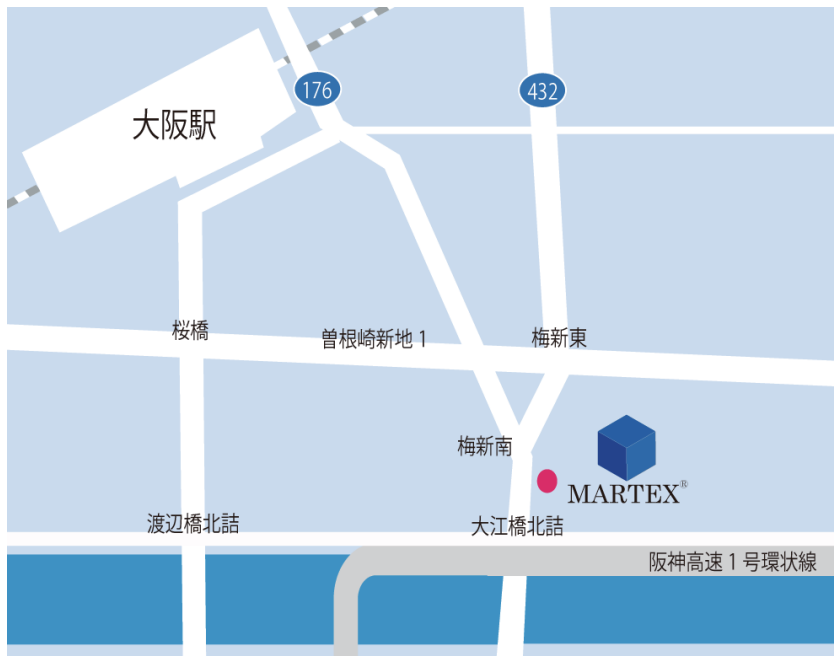 176
432
大阪駅
桜橋
曽根崎新地 1
梅新東
梅新南
MARTEX®
渡辺橋北詰
大江橋北詰
阪神高速 1 号環状線